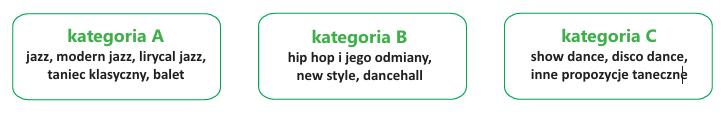 kategoria A
jazz, modern jazz, lirycal jazz,
taniec klasyczny, balet
kategoria B
hip hop i jego odmiany,
new style, dancehall
kategoria C
show dance, disco dance,
inne propozycje taneczne